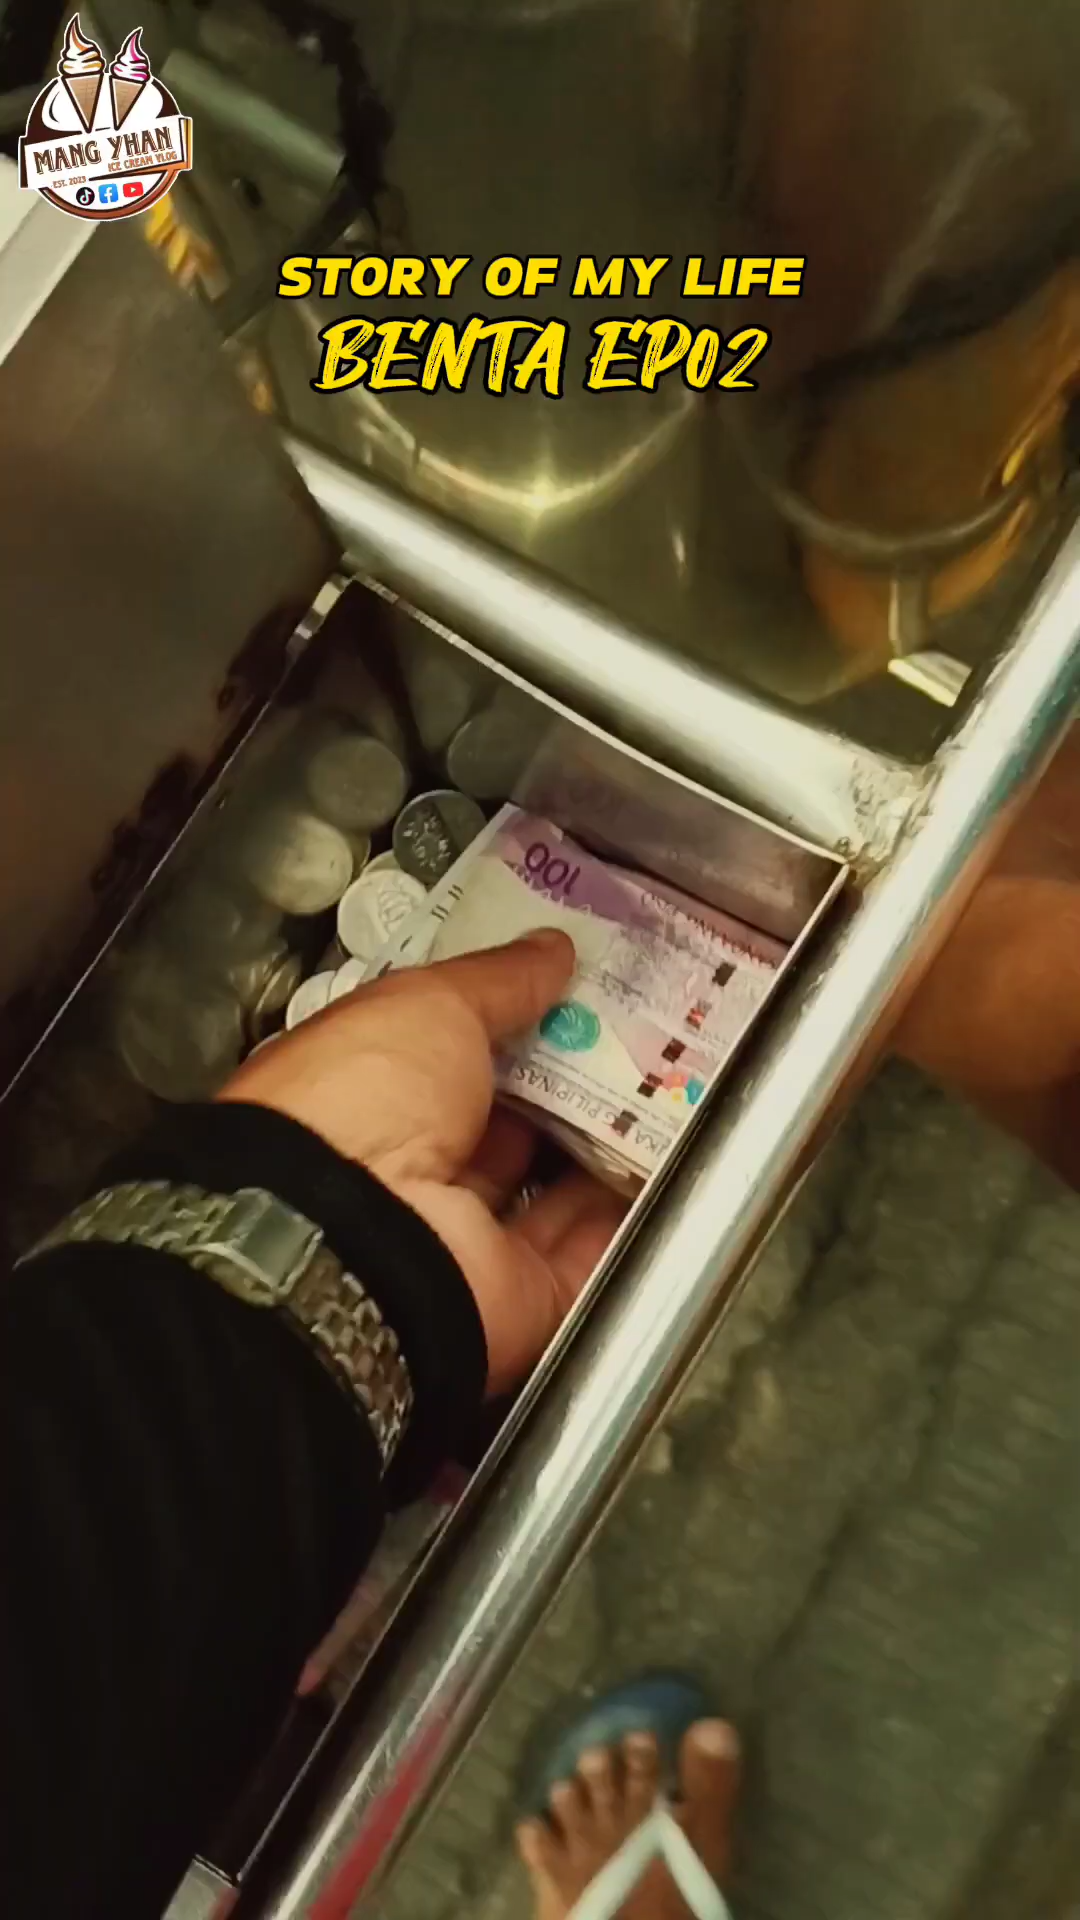 MANG YHAN
ICE CREAM VLOG
EST. 2023
STORY OF MY LIFE
BENTA EP02
100
PILIPINAS